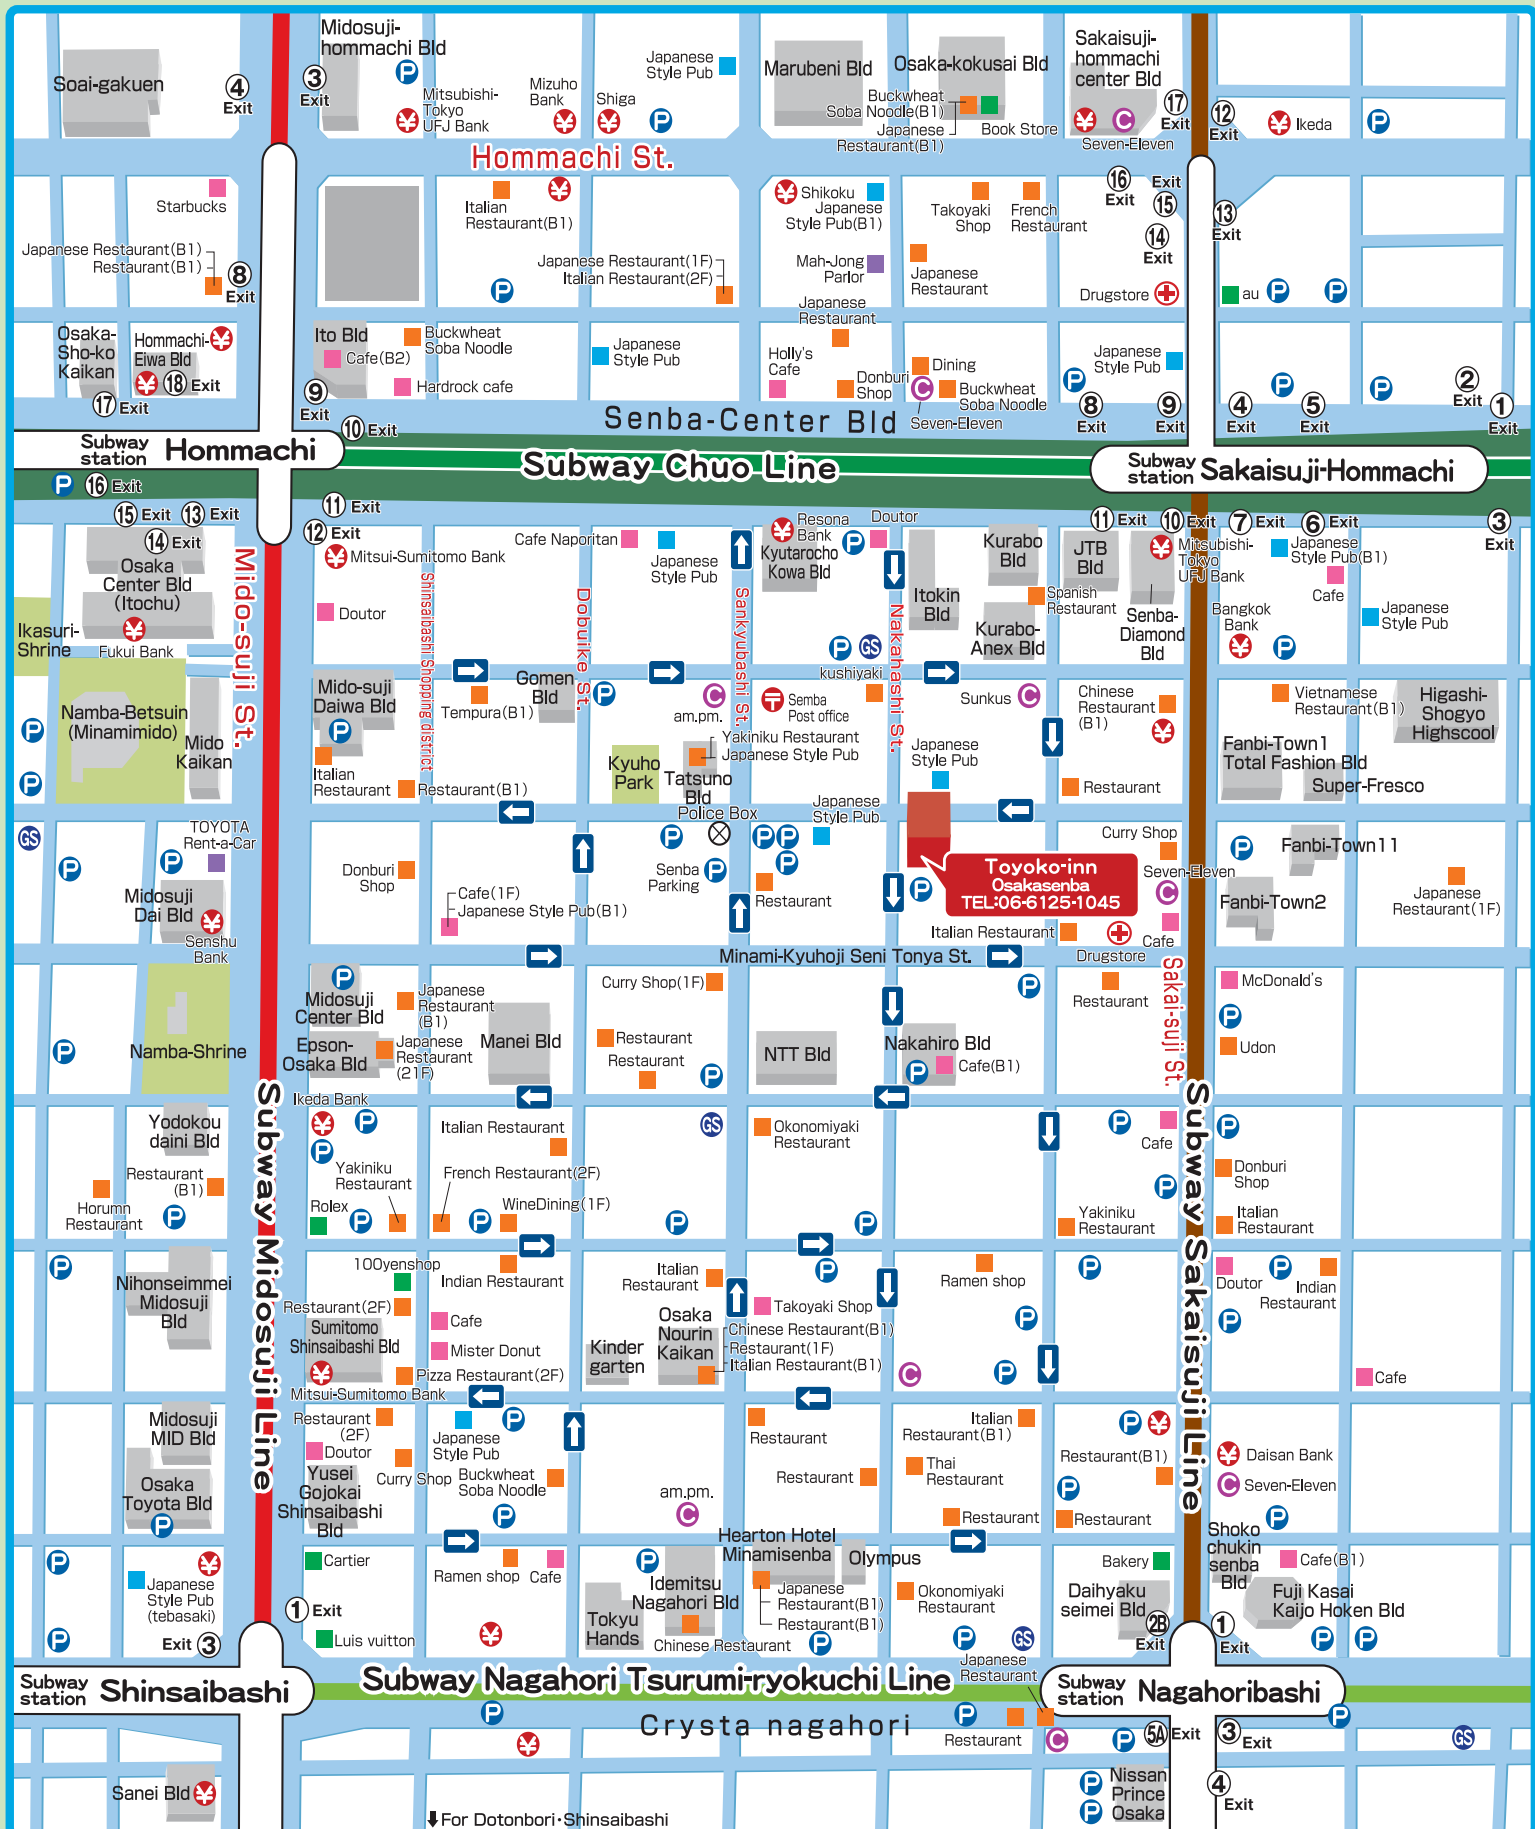 Midosuji-
hommachi Bld
Soai-gakuen
4
Exit
3
Exit
P
Mitsubishi-
Tokyo
UFJ Bank
Mizuho
Bank
Shiga
P
Japanese
Style Pub
Marubeni Bld
Osaka-kokusai Bld
Buckwheat
Soba Noodle(B1)
Japanese
Restaurant(B1)
Book Store
Sakaisuji-
hommachi
center Bld
C
Seven-Eleven
17
Exit
12
Exit
Ikeda
P
Hommachi St.
Starbucks
Japanese Restaurant(B1)
Restaurant(B1)
8
Exit
Italian
Restaurant(B1)
Japanese Restaurant(1F)
Italian Restaurant(2F)
P
Shikoku
Japanese
Style Pub(B1)
Mah-Jong
Parlor
Takoyaki
Shop
French
Restaurant
Japanese
Restaurant
16
Exit
Exit
15
14
Exit
13
Exit
Drugstore
au
P
P
Osaka-
Sho-ko
Kaikan
Hommachi-
Eiwa Bld
18 Exit
17 Exit
Ito Bld
Cafe(B2)
Buckwheat
Soba Noodle
Hardrock cafe
9
Exit
10 Exit
Japanese
Style Pub
Japanese
Restaurant
Holly's
Cafe
Donburi
Shop
Dining
C
Buckwheat
Soba Noodle
Seven-Eleven
Japanese
Style Pub
P
8
Exit
9
Exit
4
Exit
P
5
Exit
P
2
Exit
1
Exit
Senba-Center Bld
Subway
station
Hommachi
Subway Chuo Line
Subway
station
Sakaisuji-Hommachi
P
16 Exit
15 Exit
13 Exit
14 Exit
Osaka
Center Bld
(Itochu)
Fukui Bank
Ikasuri-
Shrine
Mido-suji St.
11 Exit
12 Exit
Mitsui-Sumitomo Bank
Doutor
Shinsaibashi Shopping district
Cafe Naporitan
Japanese
Style Pub
Dobuike St.
Sankyubashi St.
Resona
Bank
Kyutarocho
Kowa Bld
P
Doutor
Nakahashi St.
Itokin
Bld
Kurabo
Bld
Kurabo-
Anex Bld
Spanish
Restaurant
11 Exit
JTB
Bld
10 Exit
Mitsubishi-
Tokyo
UFJ Bank
Senba-
Diamond
Bld
7 Exit
6 Exit
Japanese
Style Pub(B1)
Cafe
Bangkok
Bank
P
Japanese
Style Pub
3
Exit
P
GS
kushiyaki
Namba-Betsuin
(Minamimido)
Mido
Kaikan
P
P
Mido-suji
Daiwa Bld
P
Italian
Restaurant
Restaurant(B1)
Tempura(B1)
Gomen
Bld
P
C
am.pm.
Semba
Post office
Yakiniku Restaurant
Japanese Style Pub
Kyuho
Park
Tatsuno
Bld
Police Box
Sunkus
C
Japanese
Style Pub
Chinese
Restaurant
(B1)
Restaurant
Vietnamese
Restaurant(B1)
Higashi-
Shogyo
Highscool
Fanbi-Town1
Total Fashion Bld
Super-Fresco
GS
P
TOYOTA
Rent-a-Car
P
Midosuji
Dai Bld
Senshu
Bank
Donburi
Shop
Cafe(1F)
Japanese Style Pub(B1)
P
Senba
Parking
P
P
P
P
Japanese
Style Pub
Restaurant
Toyoko-inn
Osakasenba
TEL:06-6125-1045
P
Italian Restaurant
Curry Shop
Seven-Eleven
C
Cafe
Drugstore
P
Fanbi-Town11
Fanbi-Town2
Japanese
Restaurant(1F)
Minami-Kyuhoji Seni Tonya St.
Namba-Shrine
P
P
Midosuji
Center Bld
Japanese
Restaurant
(B1)
Epson-
Osaka Bld
Japanese
Restaurant
(21F)
Manei Bld
Curry Shop(1F)
Restaurant
Restaurant
P
NTT Bld
Nakahiro Bld
P
Cafe(B1)
P
Restaurant
Sakai-suji St.
McDonald's
P
Udon
Subway Midosuji Line
Subway Sakaisuji Line
Yodokou
daini Bld
Restaurant
(B1)
Horumn
Restaurant
P
Ikeda Bank
P
P
Yakiniku
Restaurant
Rolex
P
Italian Restaurant
French Restaurant(2F)
P
WineDining(1F)
GS
P
Okonomiyaki
Restaurant
P
P
Cafe
P
Yakiniku
Restaurant
P
Donburi
Shop
Italian
Restaurant
P
Nihonseimmei
Midosuji
Bld
100yenshop
Restaurant(2F)
Sumitomo
Shinsaibashi Bld
Mitsui-Sumitomo Bank
Indian Restaurant
Cafe
Mister Donut
Pizza Restaurant(2F)
Italian
Restaurant
Osaka
Nourin
Kaikan
Kinder
garten
P
Takoyaki Shop
Chinese Restaurant(B1)
Restaurant(1F)
Italian Restaurant(B1)
Ramen shop
P
P
P
C
Doutor
P
Indian
Restaurant
P
Cafe
Midosuji
MID Bld
Osaka
Toyota Bld
P
Restaurant
(2F)
Doutor
Yusei
Gojokai
Shinsaibashi
Bld
Curry Shop
Japanese
Style Pub
P
Buckwheat
Soba Noodle
P
am.pm.
C
Restaurant
Restaurant
Italian
Restaurant(B1)
Thai
Restaurant
Restaurant
P
Restaurant(B1)
P
Restaurant
Daisan Bank
C
Seven-Eleven
P
P
Japanese
Style Pub
(tebasaki)
P
Exit 3
Cartier
1 Exit
Luis vuitton
Ramen shop
Cafe
P
Tokyu
Hands
Idemitsu
Nagahori Bld
Chinese Restaurant
Hearton Hotel
Minamisenba
Olympus
Japanese
Restaurant(B1)
Restaurant(B1)
P
Okonomiyaki
Restaurant
P
GS
Japanese
Restaurant
Bakery
Daihyaku
seimei Bld
2B
Exit
Shoko
chukin
senba
Bld
Cafe(B1)
Fuji Kasai
Kaijo Hoken Bld
1
Exit
P
P
Subway
station
Shinsaibashi
Subway Nagahori Tsurumi-ryokuchi Line
Subway
station
Nagahoribashi
P
Crysta nagahori
P
Restaurant
C
P
5A Exit
3
Exit
P
GS
Sanei Bld
For Dotonbori·Shinsaibashi
P
P
Nissan
Prince
Osaka
4
Exit